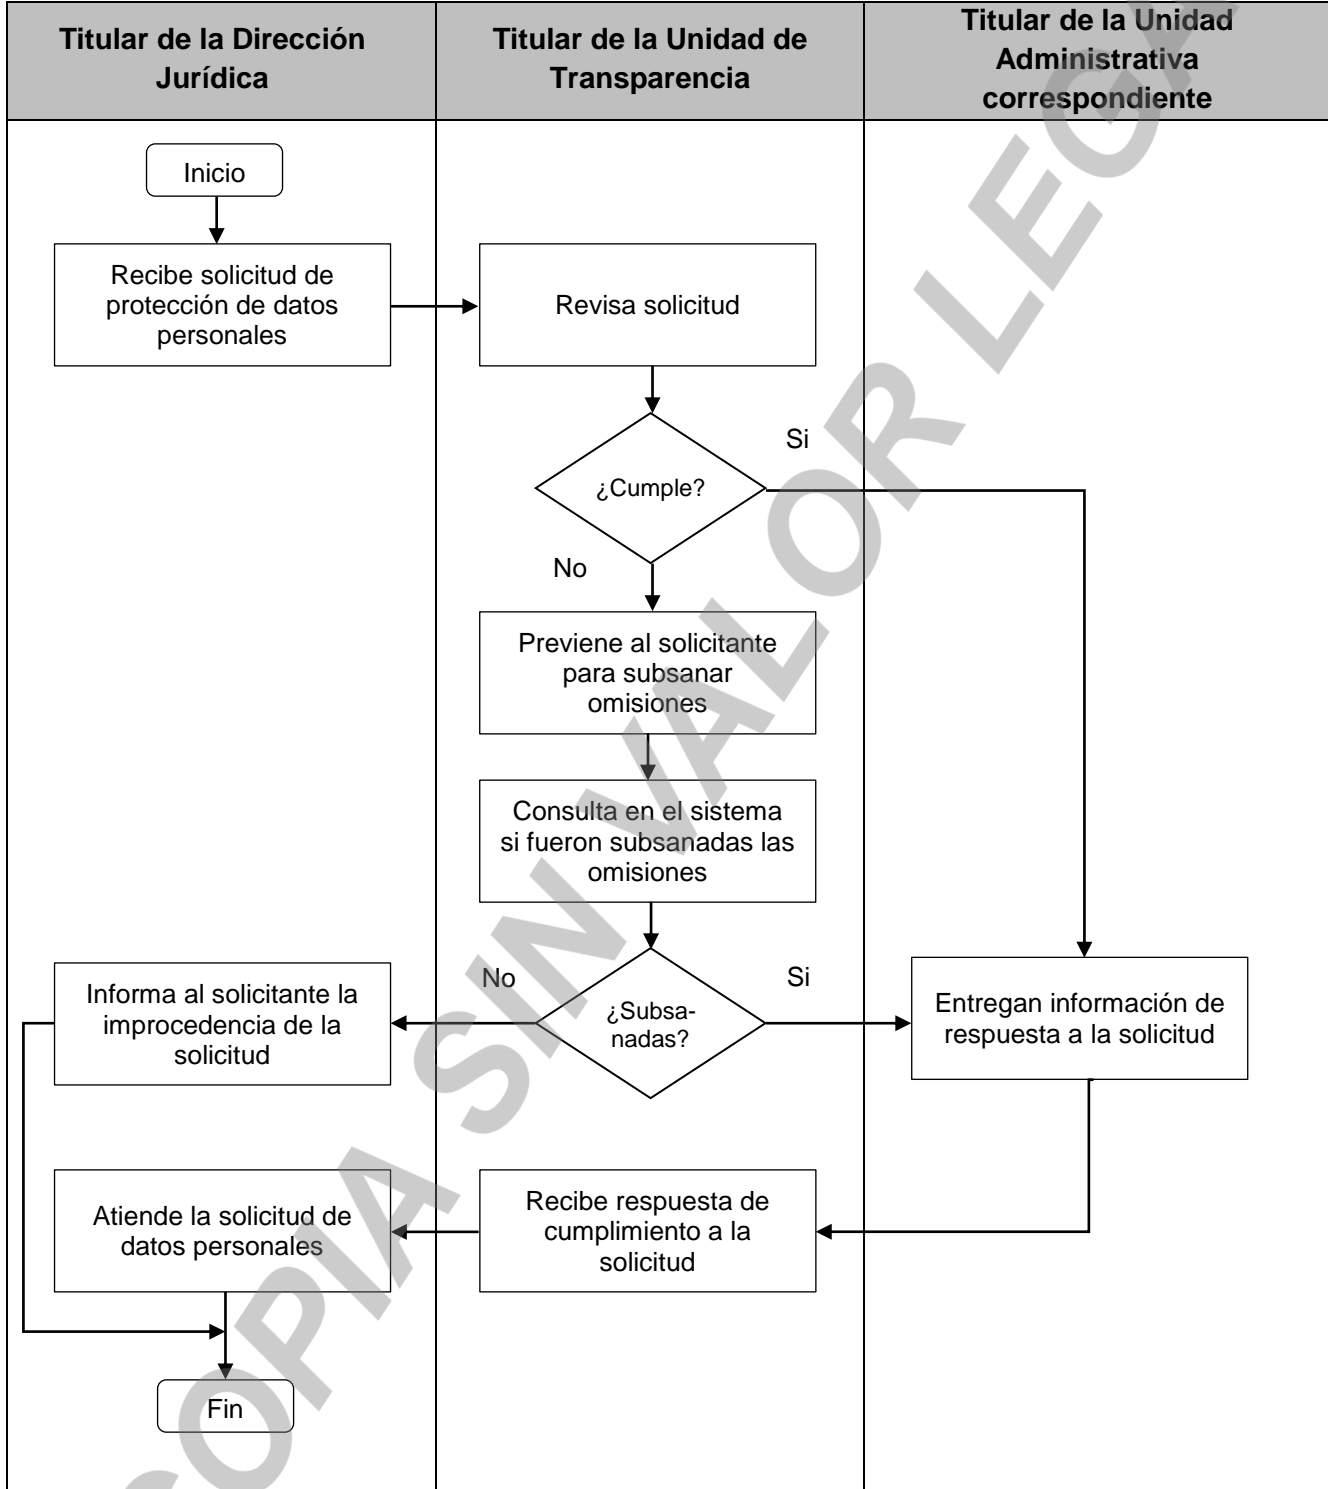 Titular de la Dirección
Jurídica
Titular de la Unidad de
Transparencia
Titular de la Unidad
Administrativa
correspondiente
Inicio
Recibe solicitud de
protección de datos
personales
Revisa solicitud
¿Cumple?
Si
No
Previene al solicitante
para subsanar
omisiones
Consulta en el sistema
si fueron subsanadas las
omisiones
¿Subsa-
nadas?
No
Si
Informa al solicitante la
improcedencia de la
solicitud
Entregan información de
respuesta a la solicitud
Atiende la solicitud de
datos personales
Recibe respuesta de
cumplimiento a la
solicitud
Fin
COPIA SIN VALOR LEGA